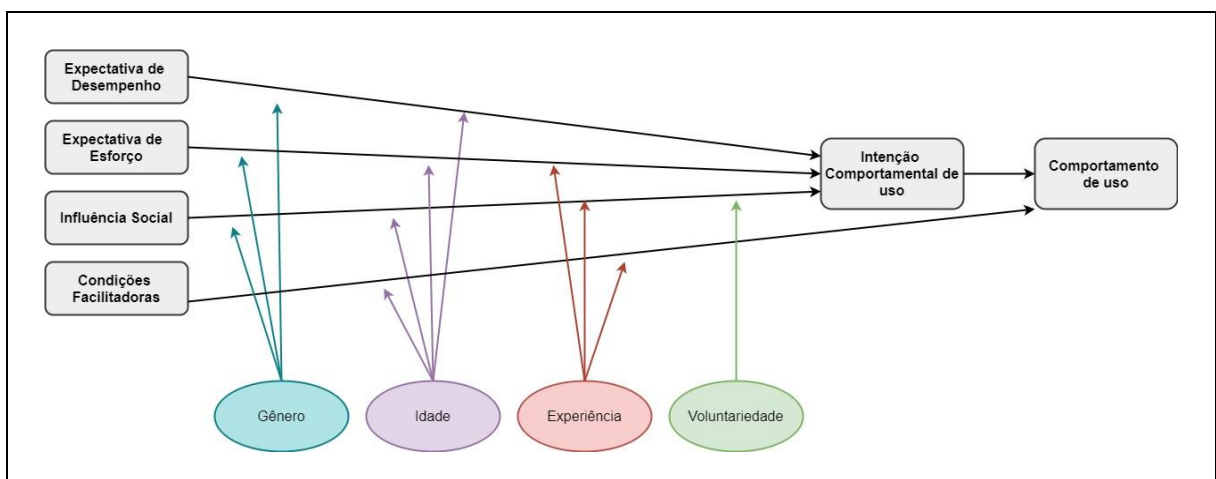 Expectativa de
Desempenho
Expectativa de
Esforço
Influência Social
Condições
Facilitadoras
Intenção
Comportamental de
uso
Comportamento
de uso
Gênero
Idade
Experiência
Voluntariedade